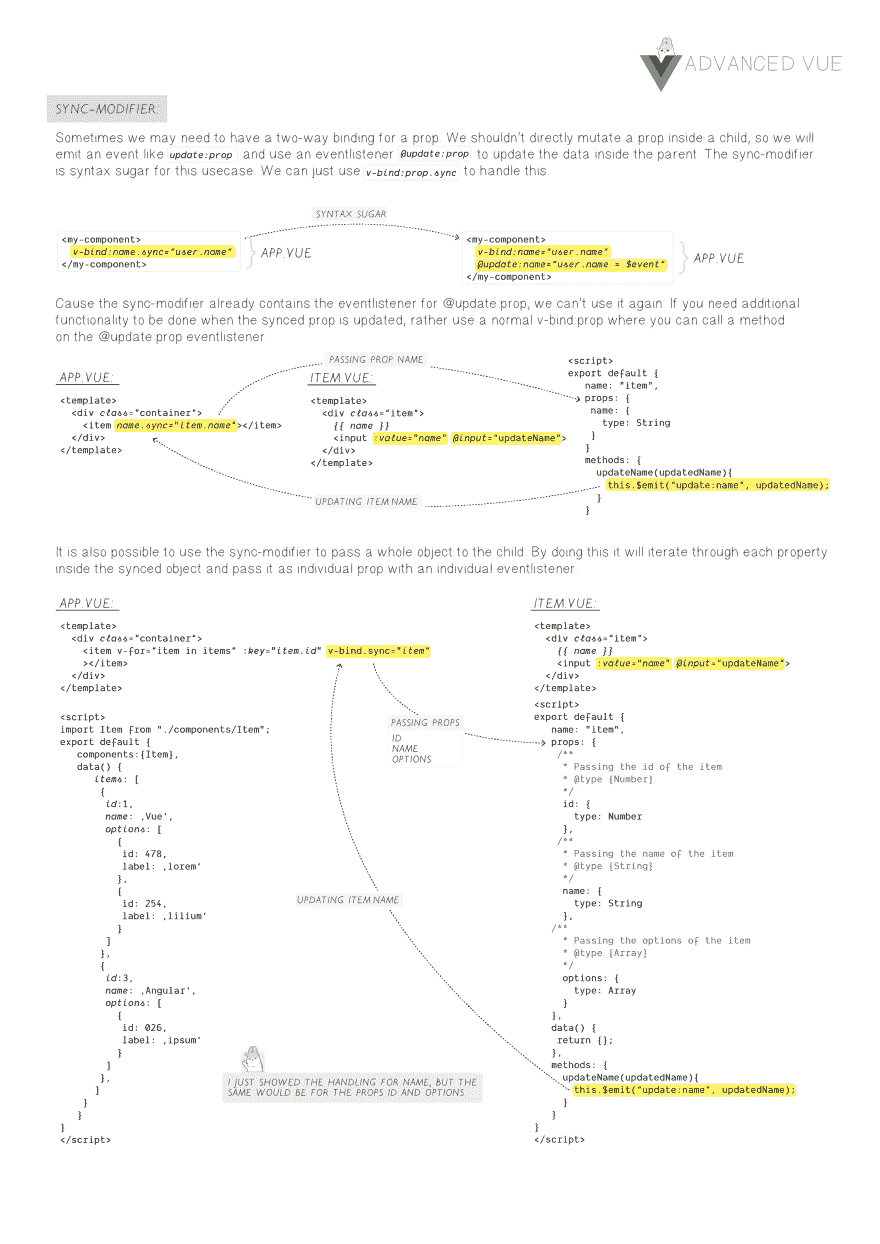 ADVANCED VUE
SYNC-MODIFIER:
Sometimes we may need to have a two-way binding for a prop. We shouldn't directly mutate a prop inside a child, so we will
emit an event like update:prop and use an eventlistener @update:prop to update the data inside the parent. The sync-modifier
is syntax sugar for this usecase. We can just use v-bind:prop.sync to handle this.
SYNTAX SUGAR
<my-component>
v-bind:name.sync="user.name"
</my-component>
APP.VUE
<my-component>
v-bind:name="user.name"
@update:name="user.name = $event"
</my-component>
APP.VUE
Cause the sync-modifier already contains the eventlistener for @update:prop, we can't use it again. If you need additional
functionality to be done when the synced prop is updated, rather use a normal v-bind:prop where you can call a method
on the @update:prop eventlistener.
PASSING PROP NAME
APP.VUE:
<template>
<div class="container">
<item name.sync="item.name"></item>
</div>
</template>
ITEM.VUE:
<template>
<div class="item">
{{ name }}
<input :value="name" @input="updateName">
</div>
</template>
<script>
export default {
name: "item",
props: {
name: {
type: String
}
}
methods: {
updateName(updatedName){
this.$emit("update:name", updatedName);
}
}
UPDATING ITEM.NAME
It is also possible to use the sync-modifier to pass a whole object to the child. By doing this it will iterate through each property
inside the synced object and pass it as individual prop with an individual eventlistener.
APP.VUE:
<template>
<div class="container">
<item v-for="item in items" :key="item.id" v-bind.sync="item"
></item>
</div>
</template>
<script>
import Item from "./components/Item";
export default {
components:{Item},
data() {
items: [
{
id:1,
name: ,Vue',
options: [
{
id: 478,
label: ,lorem'
},
{
id: 254,
label: ,lilium'
}
]
},
{
id:3,
name: ,Angular',
options: [
{
id: 026,
label: ,ipsum'
}
]
},
]
}
}
}
</script>
PASSING PROPS
ID
NAME
OPTIONS
UPDATING ITEM.NAME
I JUST SHOWED THE HANDLING FOR NAME, BUT THE
SAME WOULD BE FOR THE PROPS ID AND OPTIONS.
ITEM.VUE:
<template>
<div class="item">
{{ name }}
<input :value="name" @input="updateName">
</div>
</template>
<script>
export default {
name: "item",
props: {
/**
* Passing the id of the item
* @type {Number}
*/
id: {
type: Number
},
/**
* Passing the name of the item
* @type {String}
*/
name: {
type: String
},
/**
* Passing the options of the item
* @type {Array}
*/
options: {
type: Array
}
},
data() {
return {};
},
methods: {
updateName(updatedName){
this.$emit("update:name", updatedName);
}
}
}
</script>